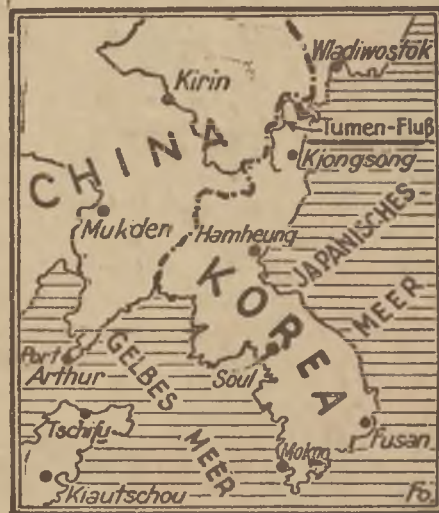 Wladiwostok
Kirin
Tumen-Fluß
Kjongsong
CHINA
Mukden
Hamheung
JAPANISCHES
MEER
KOREA
Port
Arthur
GELBES
MEER
Soul
Tschifu
Mokpo
Fusan
Kiautschou
Fo.